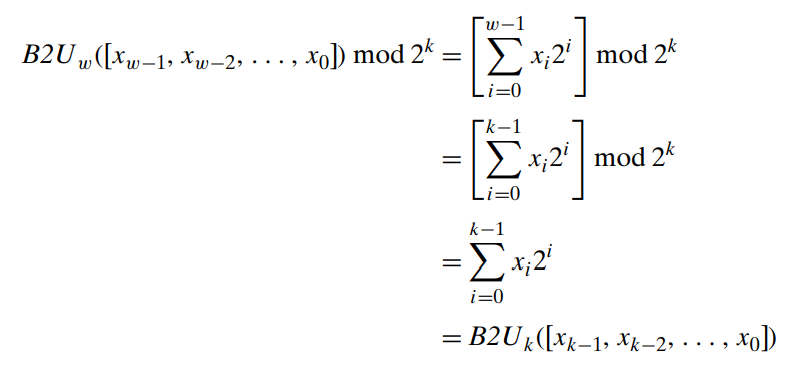 B2U_w([x_{w−1}, x_{w−2}, . . . , x_0]) mod 2^k = [∑_{i=0}^{w−1} x_i 2^i] mod 2^k
= [∑_{i=0}^{k−1} x_i 2^i] mod 2^k
= ∑_{i=0}^{k−1} x_i 2^i
= B2U_k([x_{k−1}, x_{k−2}, . . . , x_0])